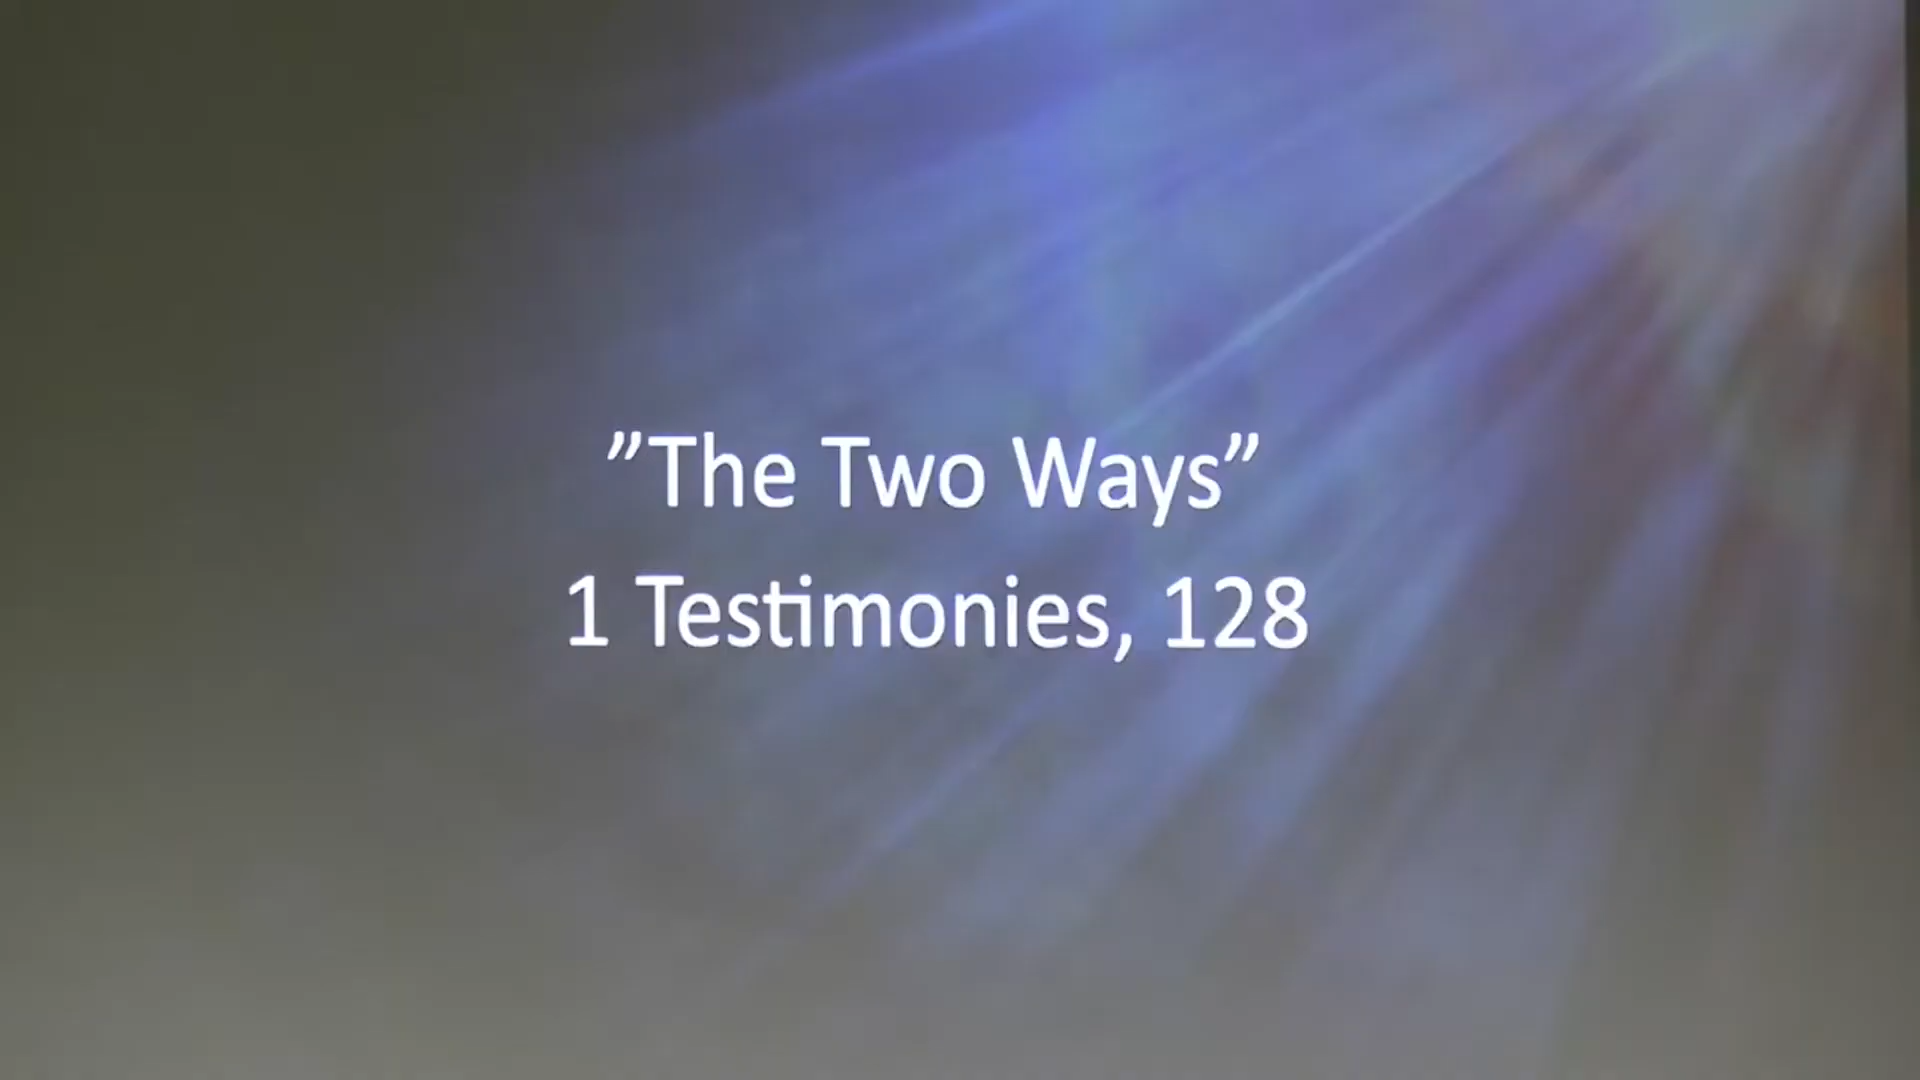 ”The Two Ways”
1 Testimonies, 128